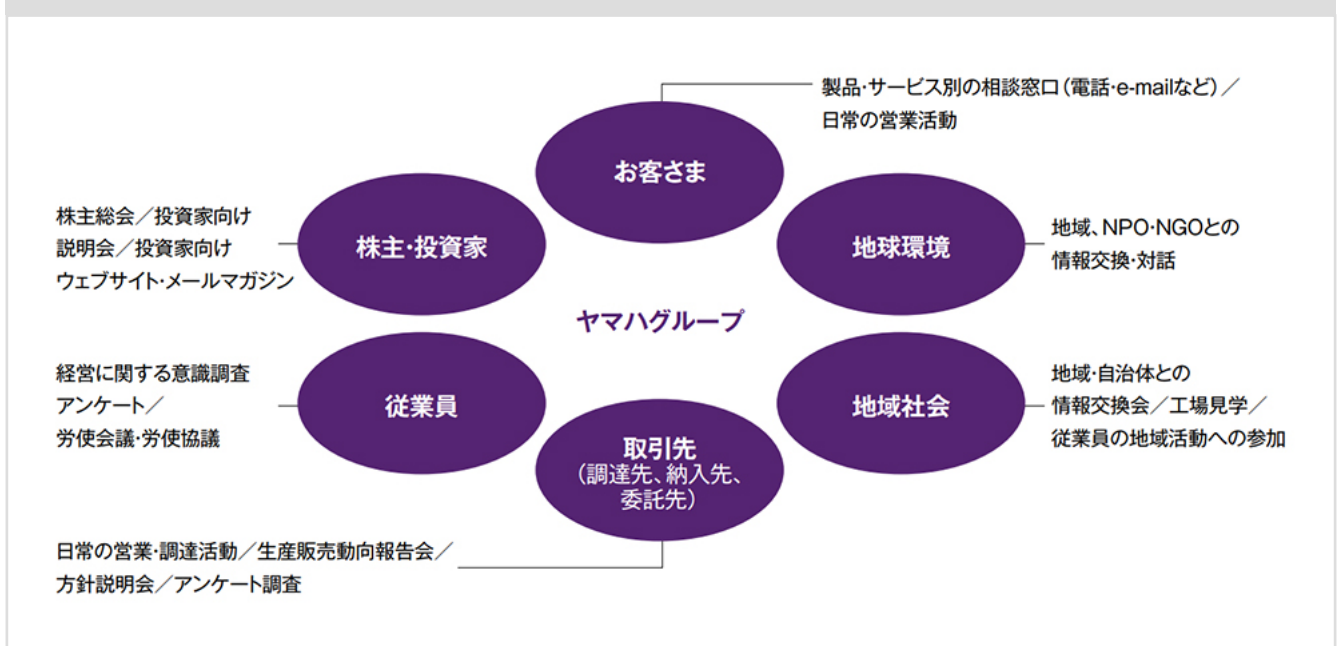 製品·サービス別の相談窓口（電話·e-mailなど）／
日常の営業活動
お客さま
株主総会／投資家向け
説明会／投資家向け
ウェブサイト·メールマガジン
株主·投資家
地球環境
地域、NPO·NGOとの
情報交換·対話
ヤマハグループ
経営に関する意識調査
アンケート／
労使会議·労使協議
従業員
地域社会
地域·自治体との
情報交換会／工場見学／
従業員の地域活動への参加
取引先
（調達先、納入先、
委託先）
日常の営業·調達活動／生産販売動向報告会／
方針説明会／アンケート調査